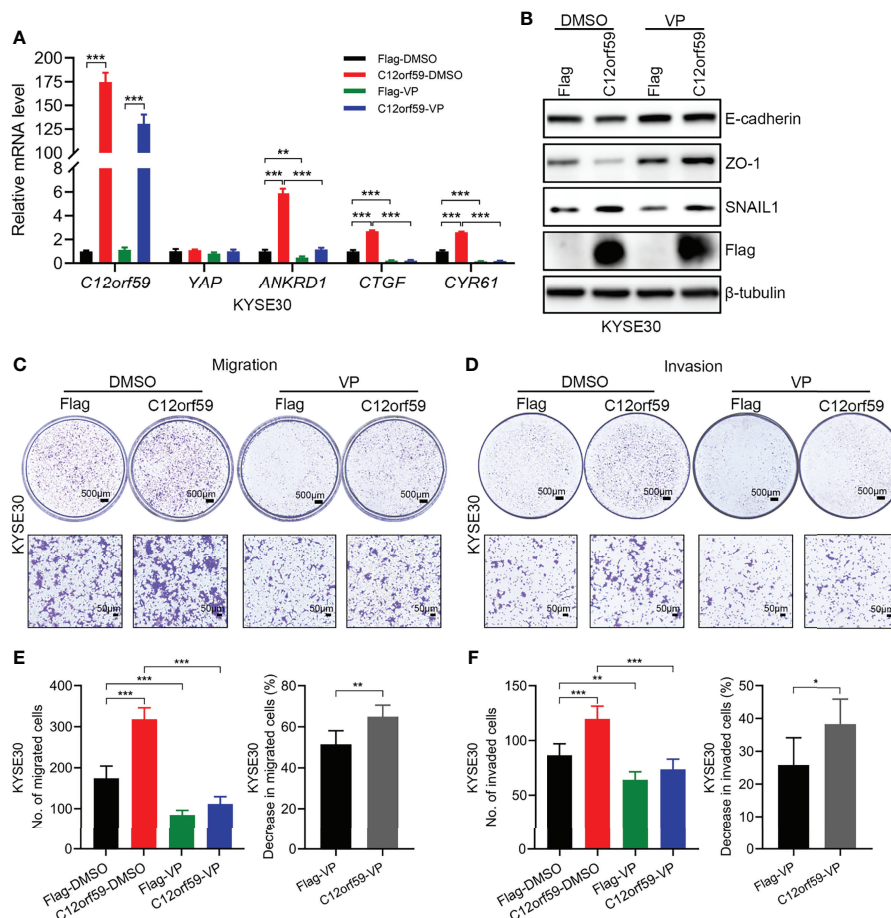 A
Relative mRNA level
200
175
150
125
100
75
8
6
4
2
0
***
***
**
***
***
***
***
***
***
***
***
Flag-DMSO
C12orf59-DMSO
Flag-VP
C12orf59-VP
C12orf59 YAP ANKRD1 CTGF CYR61
KYSE30
B
DMSO VP
Flag C12orf59 Flag C12orf59
E-cadherin
ZO-1
SNAIL1
Flag
β-tubulin
KYSE30
C
Migration
DMSO VP
Flag C12orf59 Flag C12orf59
KYSE30
500μm 500μm 500μm 500μm
50μm 50μm 50μm 50μm
D
Invasion
DMSO VP
Flag C12orf59 Flag C12orf59
KYSE30
500μm 500μm 500μm 500μm
50μm 50μm 50μm 50μm
E
KYSE30
No. of migrated cells
400
300
200
100
0
***
***
***
Flag-DMSO
C12orf59-DMSO
Flag-VP
C12orf59-VP
KYSE30
Decrease in migrated cells (%)
80
60
40
20
0
**
Flag-VP
C12orf59-VP
F
KYSE30
No. of invaded cells
150
100
50
0
***
**
***
Flag-DMSO
C12orf59-DMSO
Flag-VP
C12orf59-VP
KYSE30
Decrease in invaded cells (%)
50
40
30
20
10
0
*
Flag-VP
C12orf59-VP